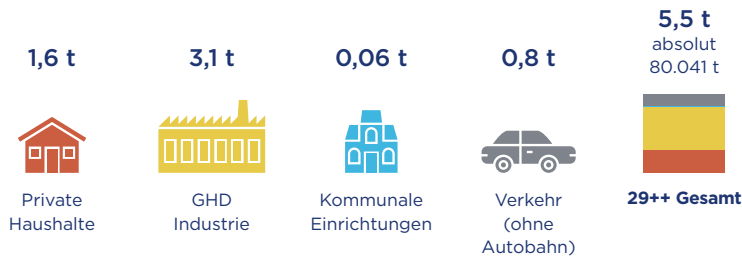 1,6 t
Private
Haushalte
3,1 t
GHD
Industrie
0,06 t
Kommunale
Einrichtungen
0,8 t
Verkehr
(ohne
Autobahn)
5,5 t
absolut
80.041 t
29++ Gesamt